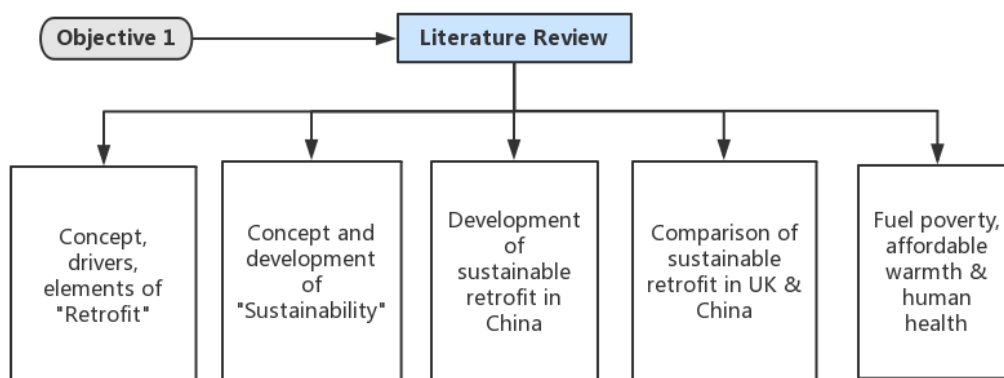 Objective 1
Literature Review
Concept,
drivers,
elements of
"Retrofit"
Concept and
development
of
"Sustainability"
Development
of
sustainable
retrofit in
China
Comparison of
sustainable
retrofit in UK &
China
Fuel poverty,
affordable
warmth &
human
health